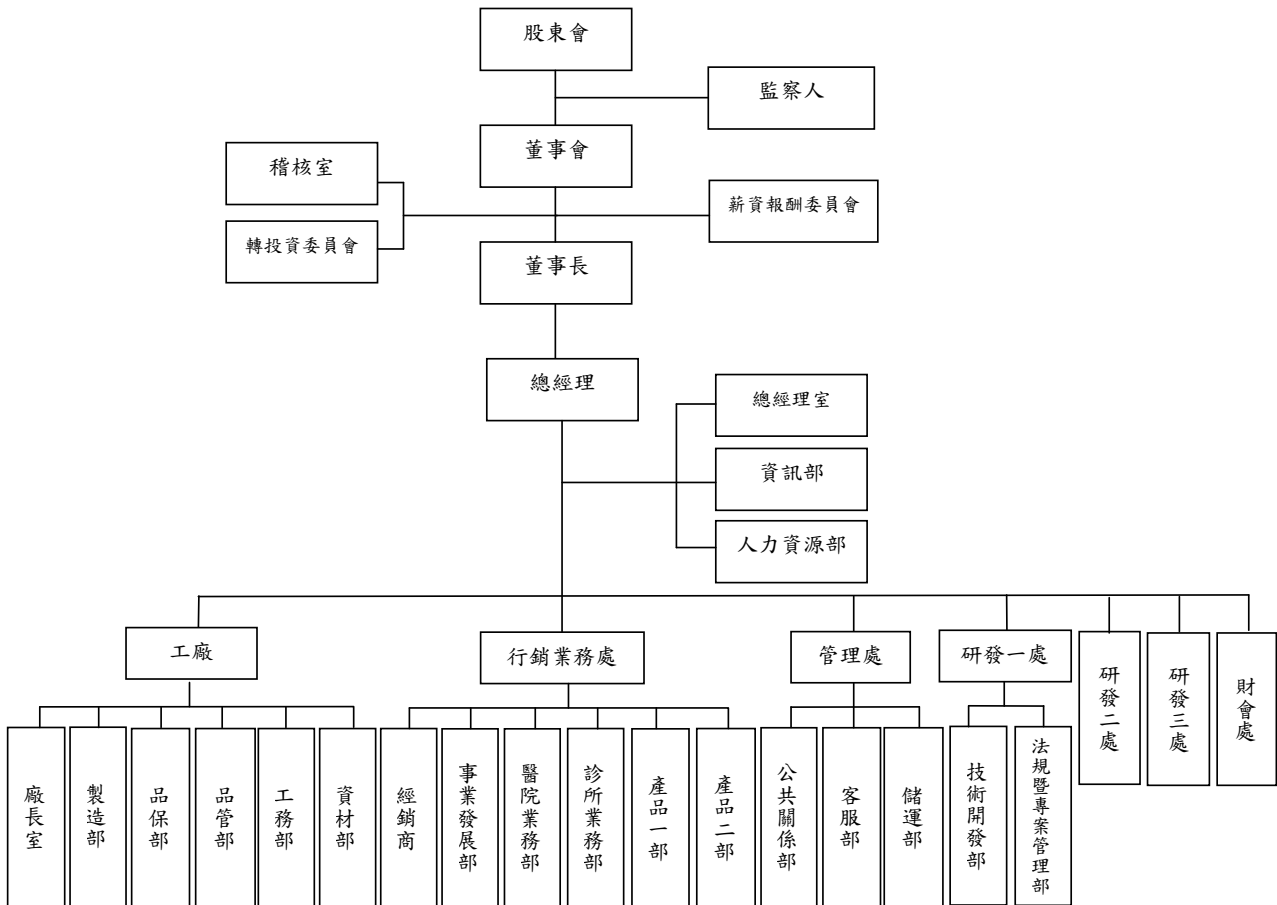 股東會
監察人
董事會
稽核室
薪資報酬委員會
轉投資委員會
董事長
總經理
總經理室
資訊部
人力資源部
工廠
行銷業務處
管理處
研發一處
研發二處
研發三處
財會處
廠長室
製造部
品保部
品管部
工務部
資材部
經銷商
事業發展部
醫院業務部
診所業務部
產品一部
產品二部
公共關係部
客服部
儲運部
技術開發部
法規暨專案管理部